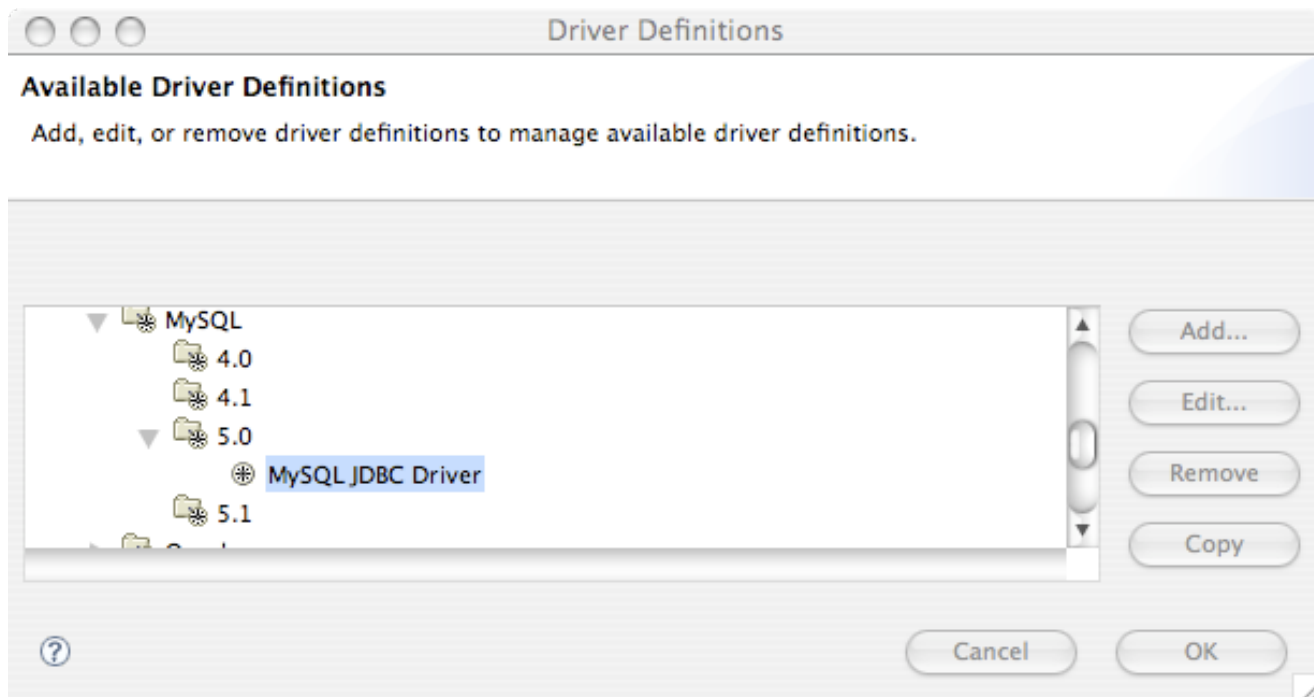 Driver Definitions
Available Driver Definitions
Add, edit, or remove driver definitions to manage available driver definitions.
MySQL
4.0
4.1
5.0
MySQL JDBC Driver
5.1
Add...
Edit...
Remove
Copy
?
Cancel
OK